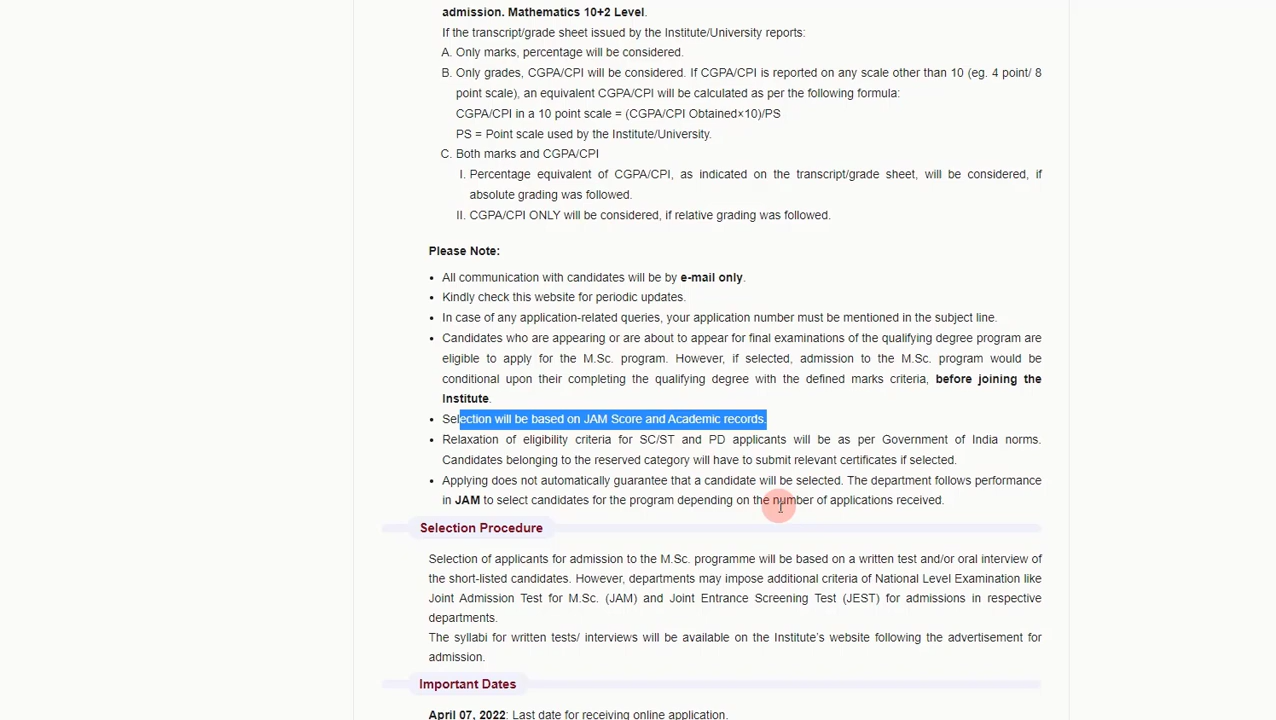 admission. Mathematics 10+2 Level.
If the transcript/grade sheet issued by the Institute/University reports:
A. Only marks, percentage will be considered.
B. Only grades, CGPA/CPI will be considered. If CGPA/CPI is reported on any scale other than 10 (eg. 4 point/ 8
point scale), an equivalent CGPA/CPI will be calculated as per the following formula:
CGPA/CPI in a 10 point scale = (CGPA/CPI Obtained×10)/PS
PS = Point scale used by the Institute/University.
C. Both marks and CGPA/CPI
I. Percentage equivalent of CGPA/CPI, as indicated on the transcript/grade sheet, will be considered, if
absolute grading was followed.
II. CGPA/CPI ONLY will be considered, if relative grading was followed.
Please Note:
• All communication with candidates will be by e-mail only.
• Kindly check this website for periodic updates.
• In case of any application-related queries, your application number must be mentioned in the subject line.
• Candidates who are appearing or are about to appear for final examinations of the qualifying degree program are
eligible to apply for the M.Sc. program. However, if selected, admission to the M.Sc. program would be
conditional upon their completing the qualifying degree with the defined marks criteria, before joining the
Institute.
• Selection will be based on JAM Score and Academic records.
• Relaxation of eligibility criteria for SC/ST and PD applicants will be as per Government of India norms.
Candidates belonging to the reserved category will have to submit relevant certificates if selected.
• Applying does not automatically guarantee that a candidate will be selected. The department follows performance
in JAM to select candidates for the program depending on the number of applications received.
Selection Procedure
Selection of applicants for admission to the M.Sc. programme will be based on a written test and/or oral interview of
the short-listed candidates. However, departments may impose additional criteria of National Level Examination like
Joint Admission Test for M.Sc. (JAM) and Joint Entrance Screening Test (JEST) for admissions in respective
departments.
The syllabi for written tests/ interviews will be available on the Institute's website following the advertisement for
admission.
Important Dates
April 07, 2022: Last date for receiving online application.